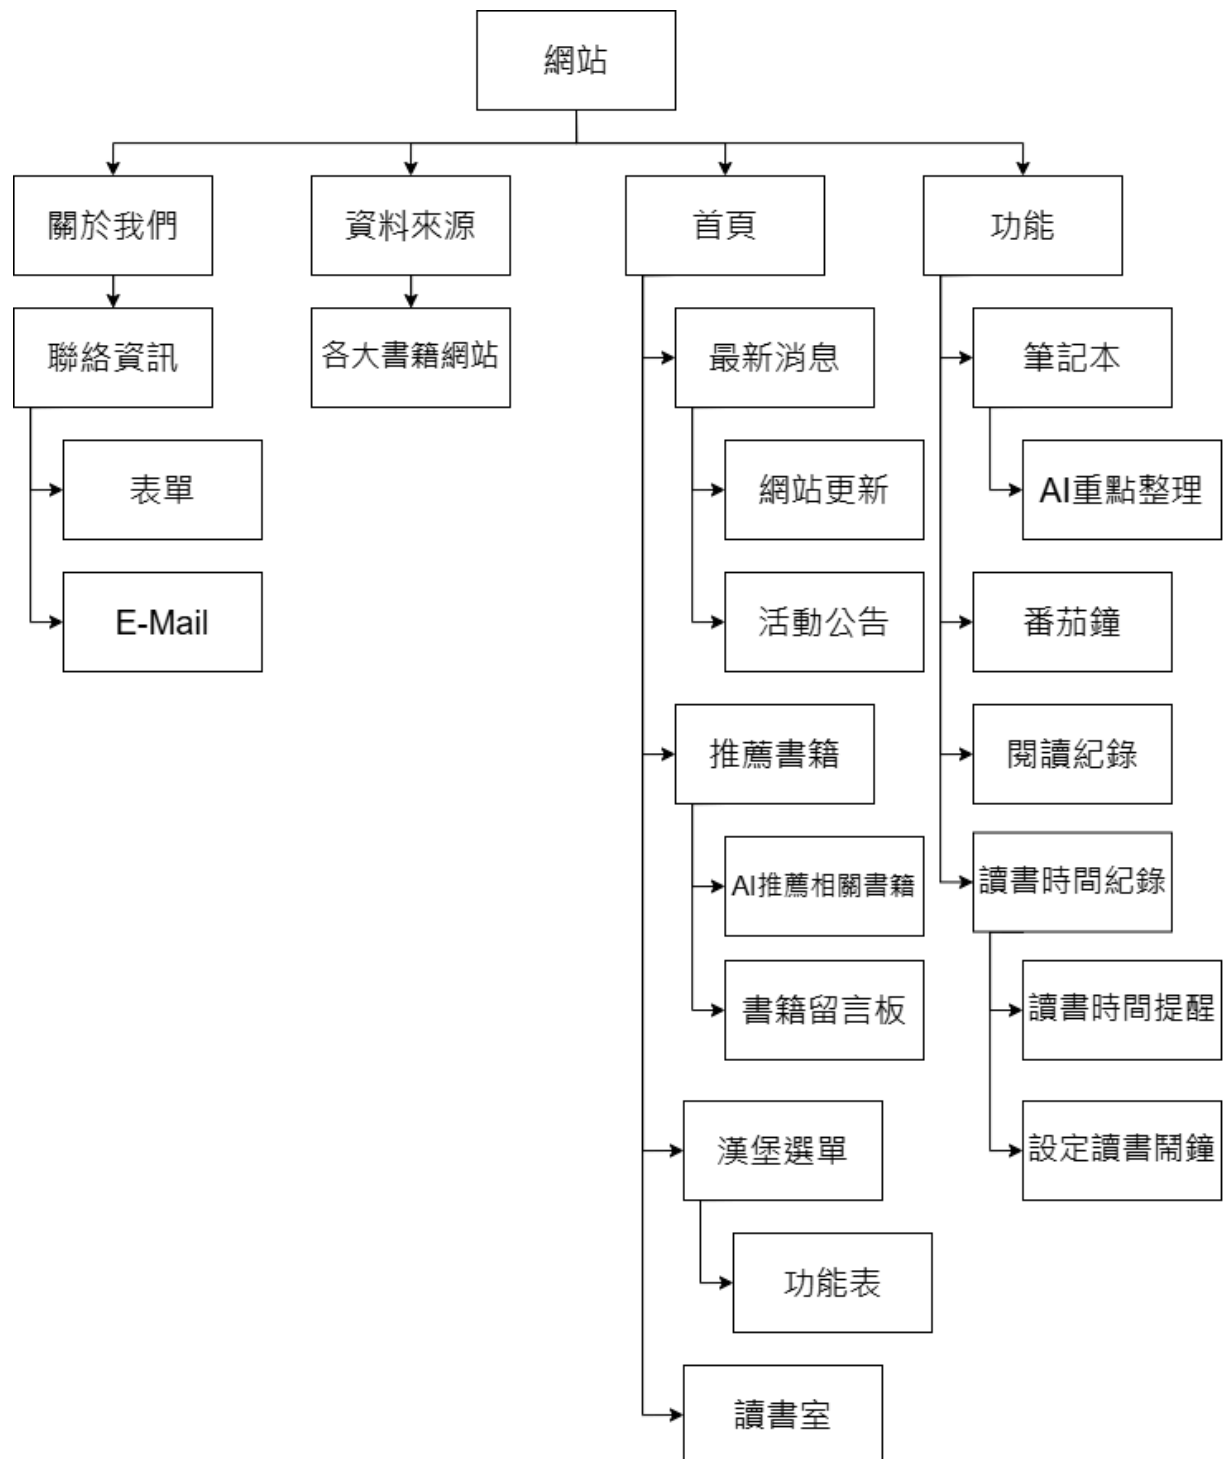 網站
關於我們
資料來源
首頁
功能
聯絡資訊
各大書籍網站
最新消息
筆記本
表單
網站更新
AI重點整理
E-Mail
活動公告
番茄鐘
推薦書籍
閱讀紀錄
AI推薦相關書籍
讀書時間紀錄
書籍留言板
讀書時間提醒
漢堡選單
設定讀書鬧鐘
功能表
讀書室